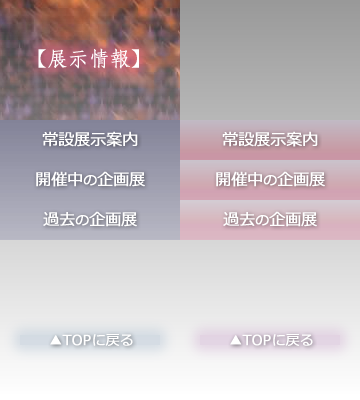 【展示情報】
常設展示案内
常設展示案内
開催中の企画展
開催中の企画展
過去の企画展
過去の企画展
▲TOPに戻る
▲TOPに戻る